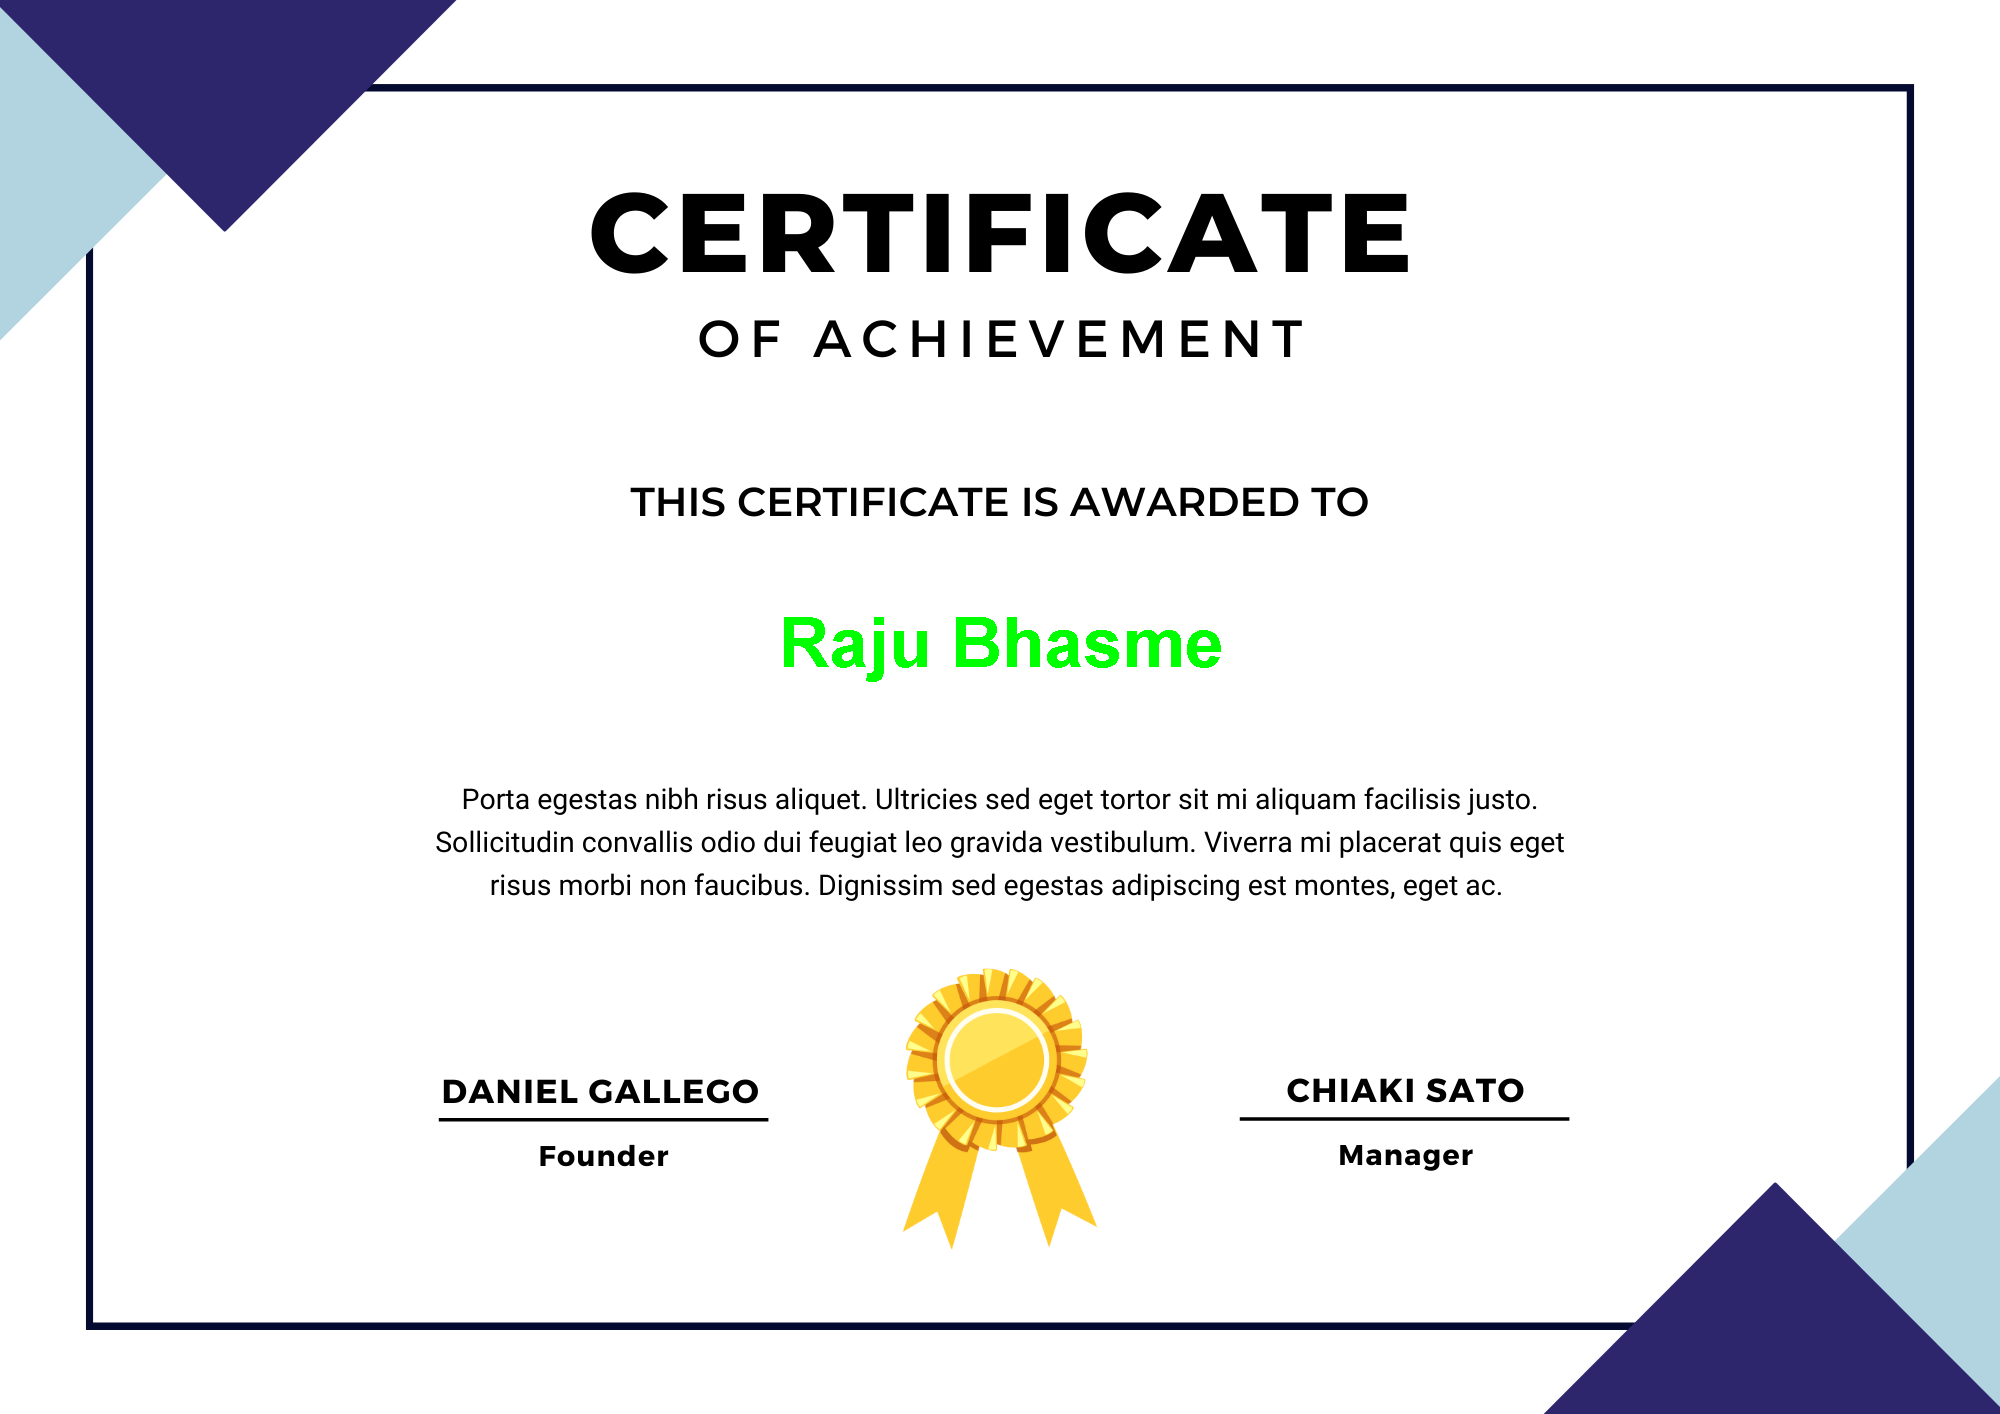 CERTIFICATE
OF ACHIEVEMENT
THIS CERTIFICATE IS AWARDED TO
Raju Bhasme
Porta egestas nibh risus aliquet. Ultricies sed eget tortor sit mi aliquam facilisis justo.
Sollicitudin convallis odio dui feugiat leo gravida vestibulum. Viverra mi placerat quis eget
risus morbi non faucibus. Dignissim sed egestas adipiscing est montes, eget ac.
DANIEL GALLEGO
Founder
CHIAKI SATO
Manager